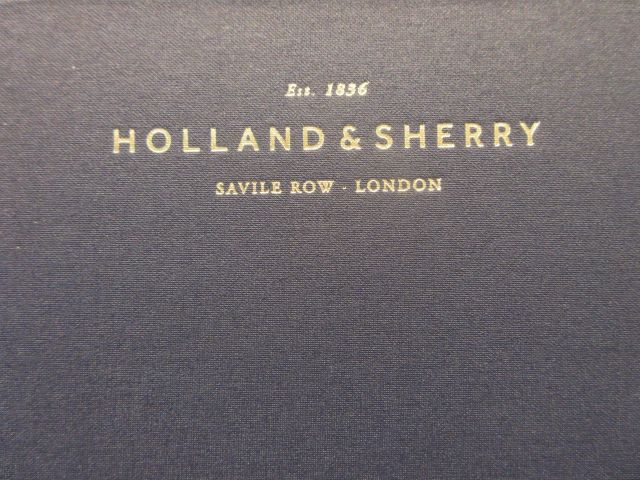 Est. 1836
HOLLAND & SHERRY
SAVILE ROW · LONDON